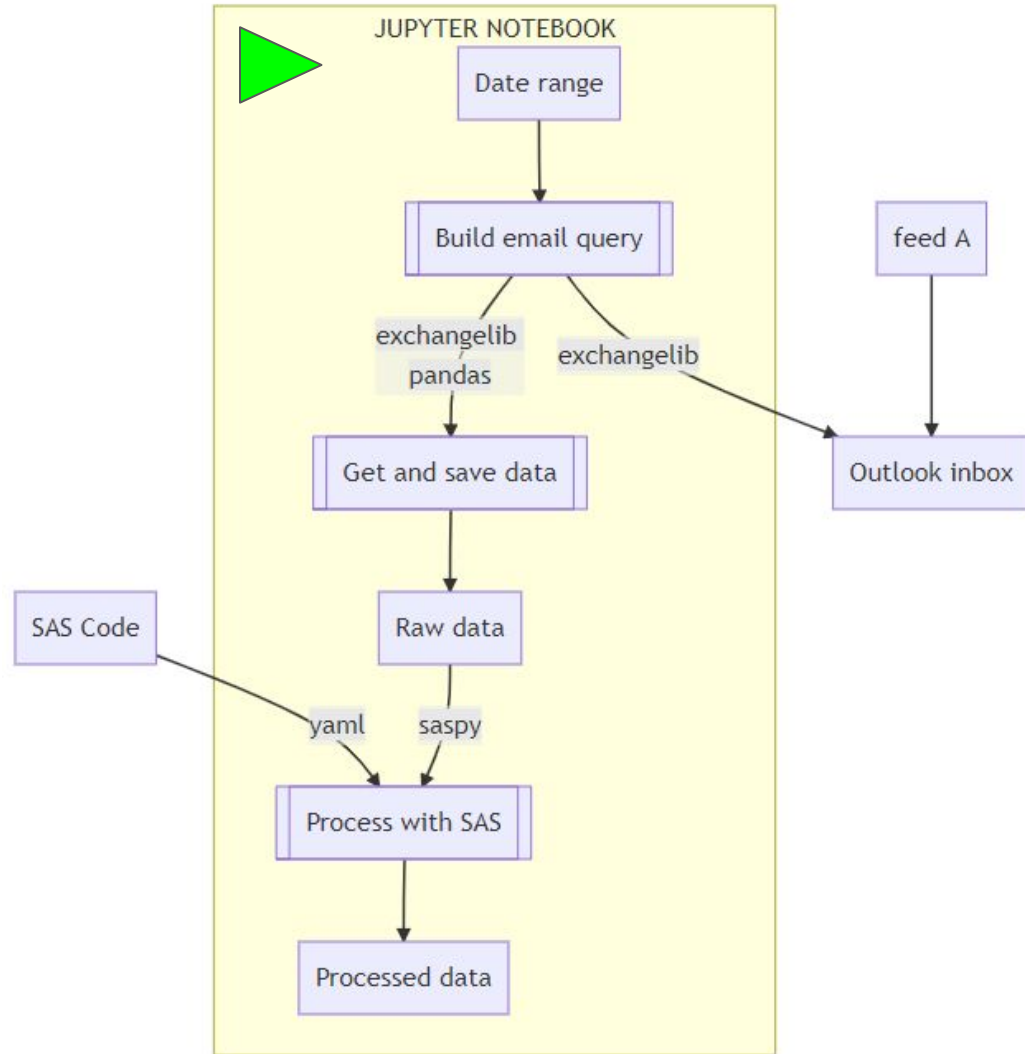 JUPYTER NOTEBOOK
Date range
Build email query
feed A
exchangelib
pandas
exchangelib
Get and save data
Outlook inbox
SAS Code
Raw data
yaml
saspy
Process with SAS
Processed data